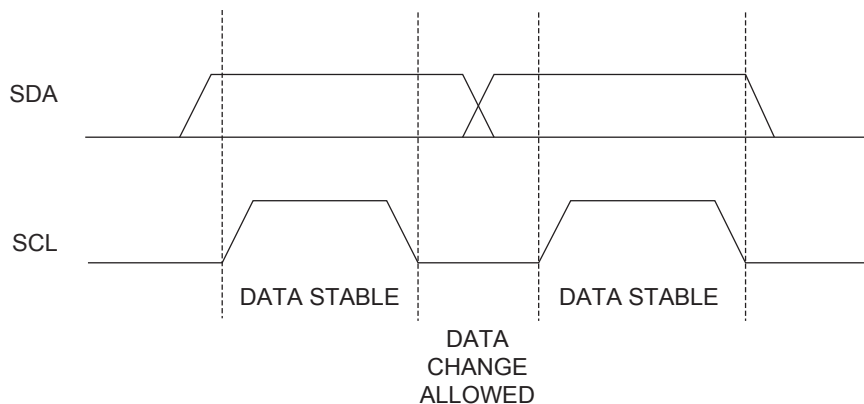 SDA
SCL
DATA STABLE
DATA STABLE
DATA
CHANGE
ALLOWED